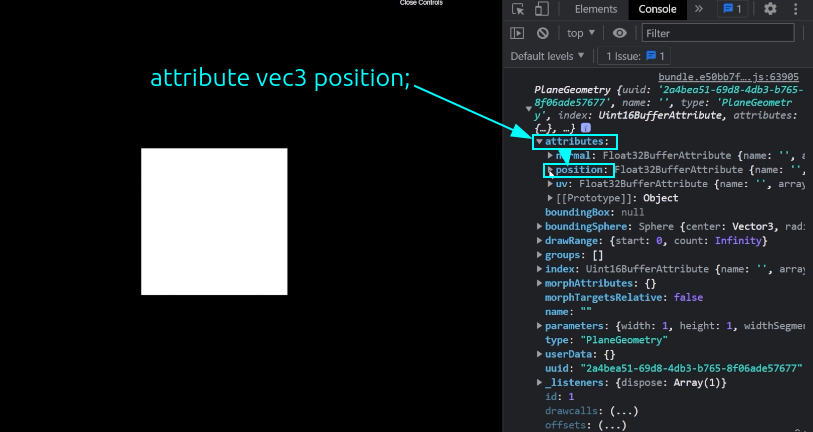 Close Controls
Elements Console » 1
top Filter
Default levels 1 Issue: 1
attribute vec3 position;
bundle.e50bb7f….js:63905
PlaneGeometry {uuid: '2a4bea51-69d8-4db3-b765-
8f06ade57677', name: '', type: 'PlaneGeometr
y', index: Uint16BufferAttribute, attributes:
{…}, …} i
attributes:
normal: Float32BufferAttribute {name: '', a
position: Float32BufferAttribute {name: '',
uv: Float32BufferAttribute {name: '', array
[[Prototype]]: Object
boundingBox: null
boundingSphere: Sphere {center: Vector3, radi
drawRange: {start: 0, count: Infinity}
groups: []
index: Uint16BufferAttribute {name: '', array
morphAttributes: {}
morphTargetsRelative: false
name: ""
parameters: {width: 1, height: 1, widthSegmen
type: "PlaneGeometry"
userData: {}
uuid: "2a4bea51-69d8-4db3-b765-8f06ade57677"
_listeners: {dispose: Array(1)}
id: 1
drawcalls: (...)
offsets: (...)